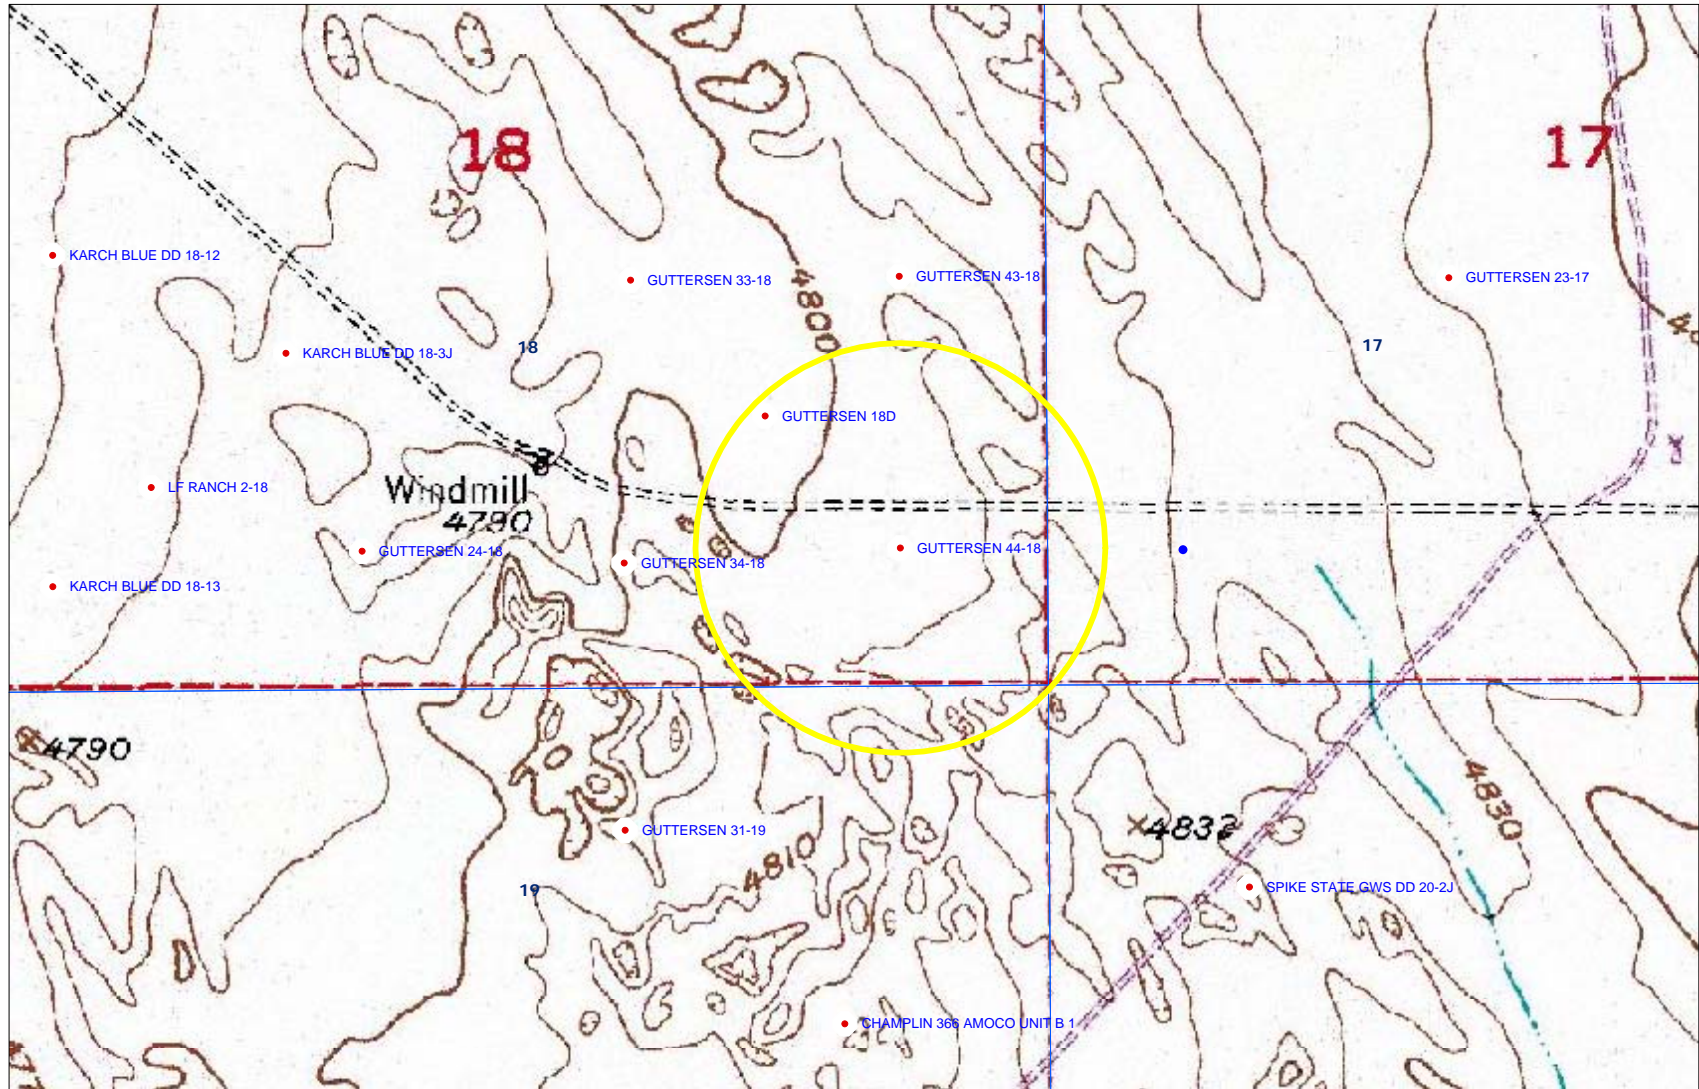 18
17
KARCH BLUE DD 18-12
GUTTERSEN 33-18
GUTTERSEN 43-18
GUTTERSEN 23-17
4800
KARCH BLUE DD 18-3J
18
17
GUTTERSEN 18D
LF RANCH 2-18
Windmill
4790
GUTTERSEN 24-18
GUTTERSEN 34-18
GUTTERSEN 44-18
KARCH BLUE DD 18-13
4790
4832
4830
GUTTERSEN 31-19
4810
19
SPIKE STATE GWS DD 20-2J
CHAMPLIN 366 AMOCO UNIT B 1